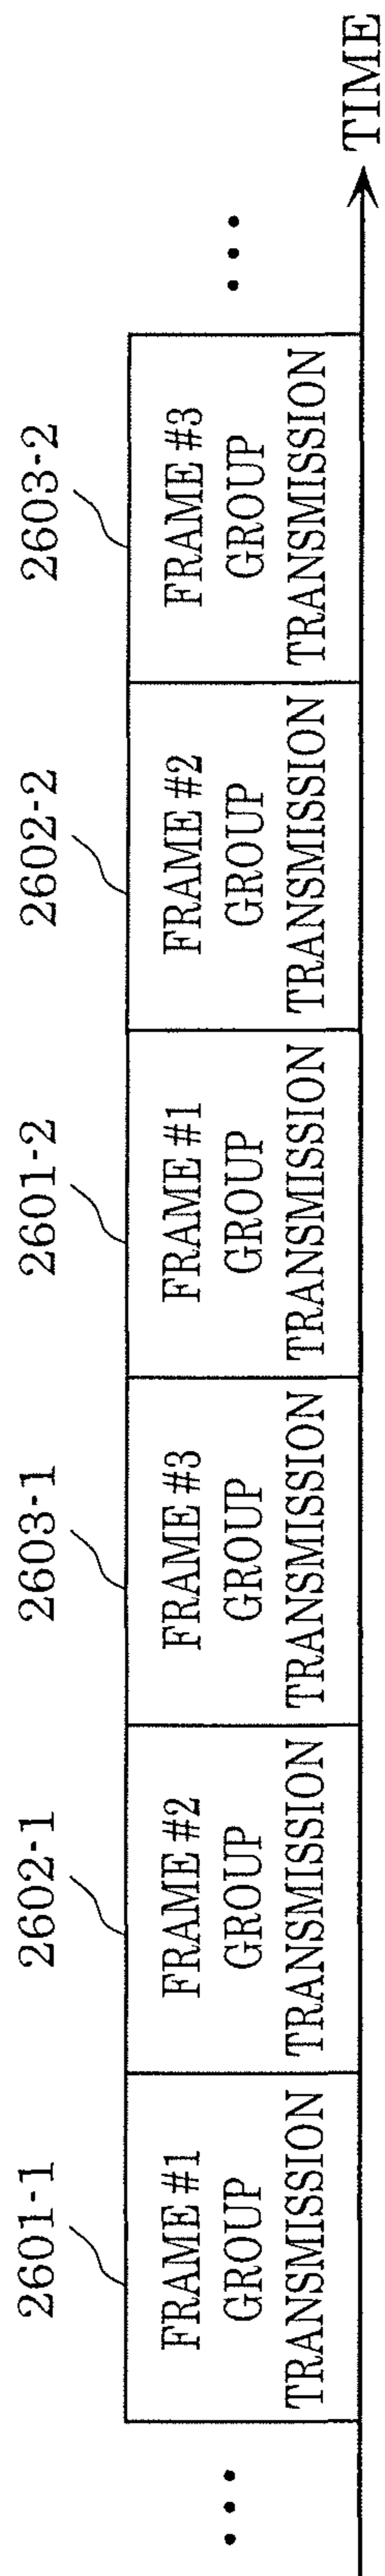 ...
2601-1
FRAME #1
GROUP
TRANSMISSION
2602-1
FRAME #2
GROUP
TRANSMISSION
2603-1
FRAME #3
GROUP
TRANSMISSION
2601-2
FRAME #1
GROUP
TRANSMISSION
2602-2
FRAME #2
GROUP
TRANSMISSION
2603-2
FRAME #3
GROUP
TRANSMISSION
...
TIME